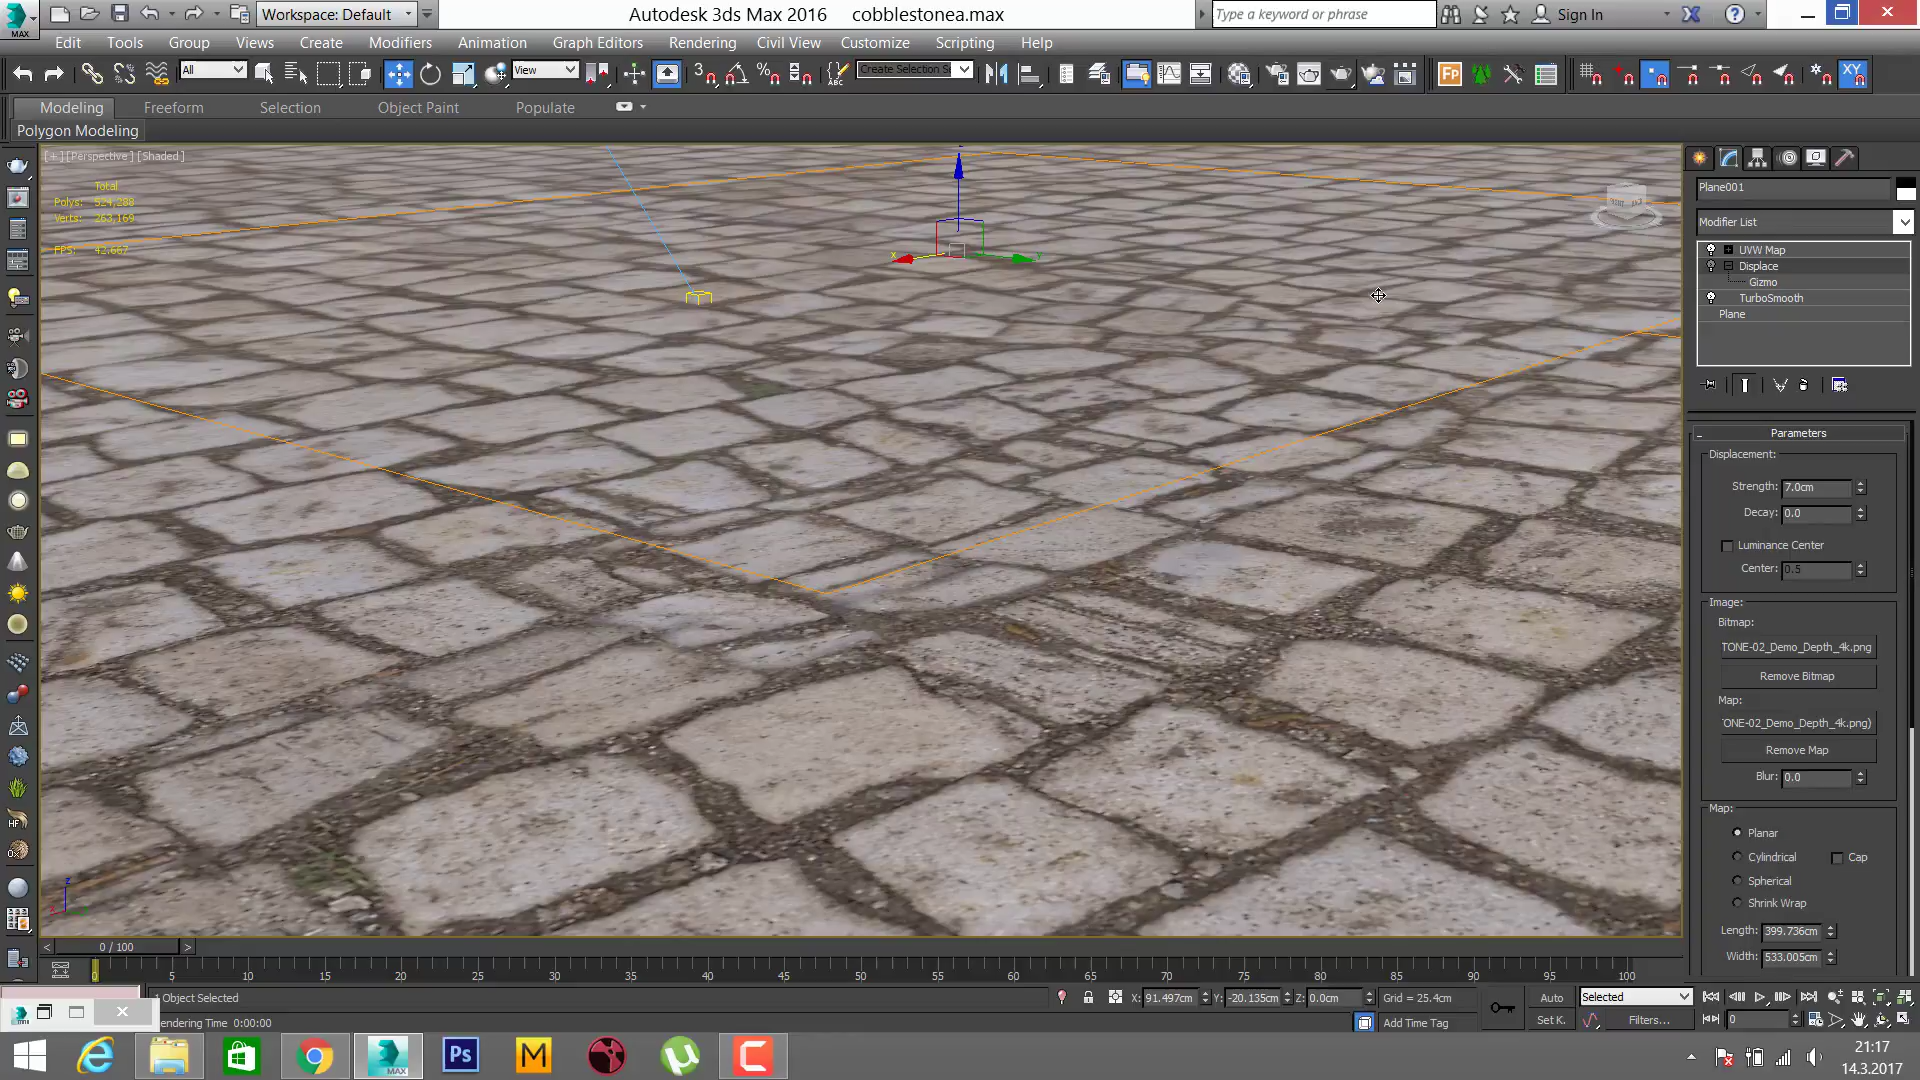 Workspace: Default
Autodesk 3ds Max 2016 cobblestonea.max
Type a keyword or phrase
Sign In
MAX
Edit Tools Group Views Create Modifiers Animation Graph Editors Rendering Civil View Customize Scripting Help
All
View
Create Selection S
Fp
XY
Modeling Freeform Selection Object Paint Populate
Polygon Modeling
[+][Perspective][Shaded]
Total
Polys: 524,288
Verts: 263,169
FPS: 42.667
Plane001
Modifier List
UVW Map
Displace
Gizmo
TurboSmooth
Plane
Parameters
Displacement:
Strength: 7.0cm
Decay: 0.0
Luminance Center
Center: 0.5
Image:
Bitmap:
TONE-02_Demo_Depth_4k.png
Remove Bitmap
Map:
'ONE-02_Demo_Depth_4k.png)
Remove Map
Blur: 0.0
Map:
Planar
Cylindrical Cap
Spherical
Shrink Wrap
Length: 399.736cm
Width: 533.005cm
0 / 100
0 5 10 15 20 25 30 35 40 45 50 55 60 65 70 75 80 85 90 95 100
1 Object Selected
X: 91.497cm Y: -20.135cm Z: 0.0cm Grid = 25.4cm
Auto Selected
endering Time 0:00:00
Add Time Tag
Set K. Filters... 0
MAX
Ps
M
21:17
14.3.2017